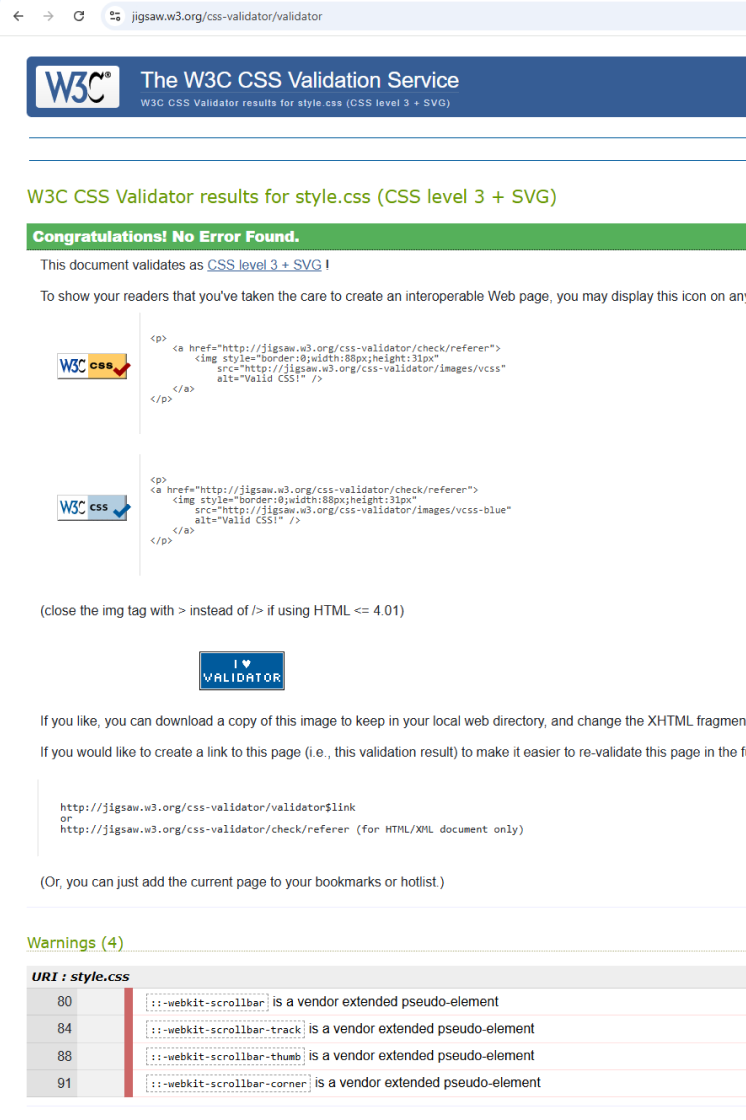 jigsaw.w3.org/css-validator/validator
W3C® The W3C CSS Validation Service
W3C CSS Validator results for style.css (CSS level 3 + SVG)
W3C CSS Validator results for style.css (CSS level 3 + SVG)
Congratulations! No Error Found.
This document validates as CSS level 3 + SVG !
To show your readers that you've taken the care to create an interoperable Web page, you may display this icon on any
W3C css
<p>
<a href="http://jigsaw.w3.org/css-validator/check/referer">
<img style="border:0;width:88px;height:31px"
src="http://jigsaw.w3.org/css-validator/images/vcss"
alt="Valid CSS!" />
</a>
</p>
W3C css
<p>
<a href="http://jigsaw.w3.org/css-validator/check/referer">
<img style="border:0;width:88px;height:31px"
src="http://jigsaw.w3.org/css-validator/images/vcss-blue"
alt="Valid CSS!" />
</a>
</p>
(close the img tag with > instead of /> if using HTML <= 4.01)
I ♥
VALIDATOR
If you like, you can download a copy of this image to keep in your local web directory, and change the XHTML fragmen
If you would like to create a link to this page (i.e., this validation result) to make it easier to re-validate this page in the f
http://jigsaw.w3.org/css-validator/validator$link
or
http://jigsaw.w3.org/css-validator/check/referer (for HTML/XML document only)
(Or, you can just add the current page to your bookmarks or hotlist.)
Warnings (4)
URI : style.css
80 ::-webkit-scrollbar is a vendor extended pseudo-element
84 ::-webkit-scrollbar-track is a vendor extended pseudo-element
88 ::-webkit-scrollbar-thumb is a vendor extended pseudo-element
91 ::-webkit-scrollbar-corner is a vendor extended pseudo-element